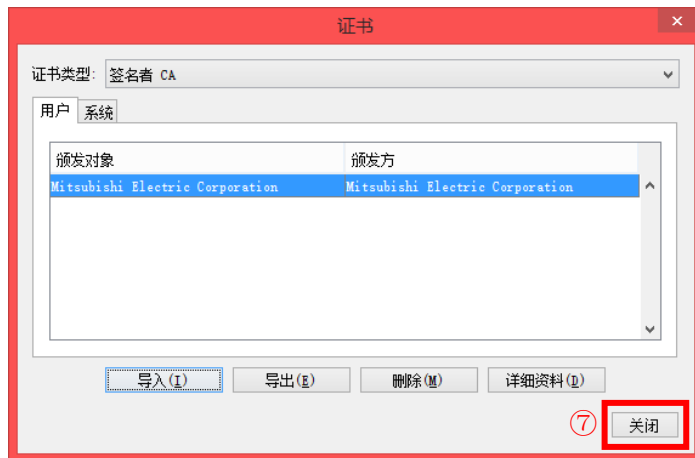 证书
证书类型: 签名者 CA
用户 系统
颁发对象 颁发方
Mitsubishi Electric Corporation Mitsubishi Electric Corporation
导入(I) 导出(E) 删除(M) 详细资料(D)
⑦ 关闭